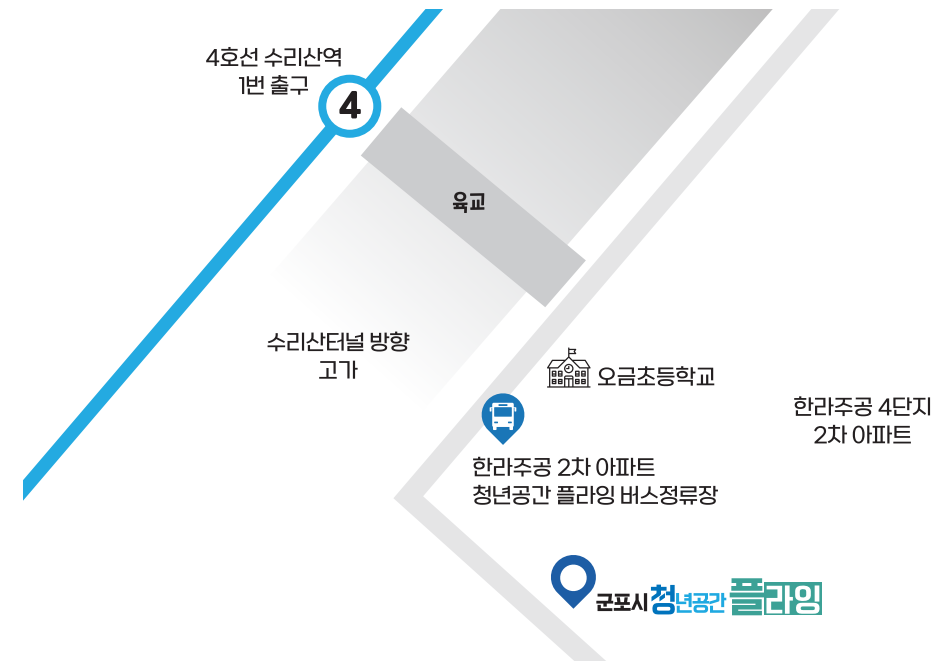 4호선 수리산역
1번 출구
4
육교
수리산터널 방향
고가
오금초등학교
한라주공 4단지
2차 아파트
한라주공 2차 아파트
청년공간 플라잉 버스정류장
군포시 청년공간 플라잉